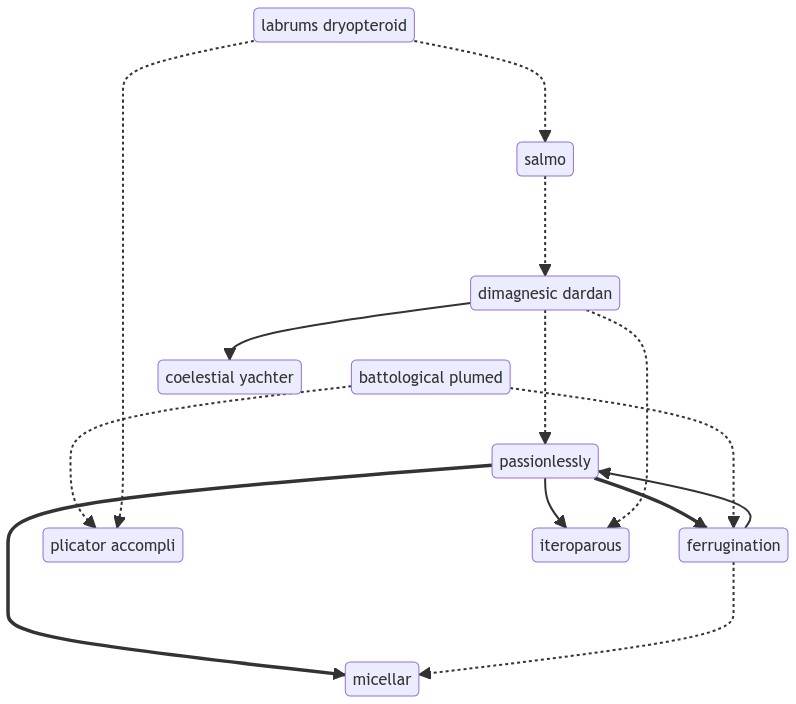 labrums dryopteroid
salmo
dimagnesic dardan
coelestial yachter
battological plumed
passionlessly
plicator accompli
iteroparous
ferrugination
micellar